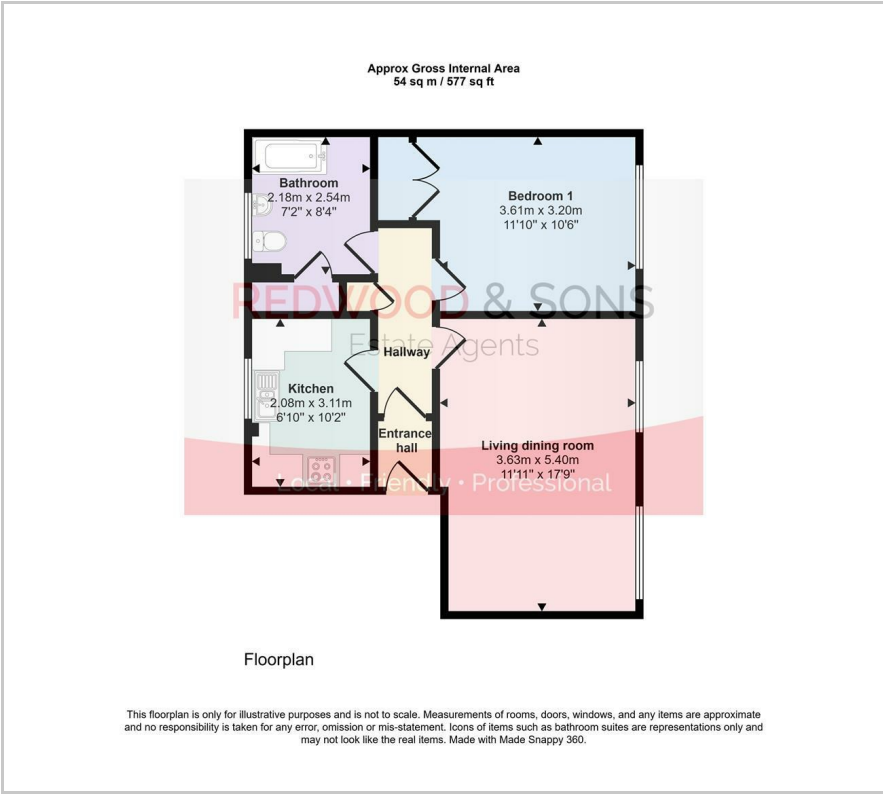 Approx Gross Internal Area
54 sq m / 577 sq ft
Bathroom
2.18m x 2.54m
7'2" x 8'4"
Bedroom 1
3.61m x 3.20m
11'10" x 10'6"
REDWOOD & SONS
Estate Agents
Hallway
Kitchen
2.08m x 3.11m
6'10" x 10'2"
Entrance
hall
Living dining room
3.63m x 5.40m
11'11" x 17'9"
Local • Friendly • Professional
Floorplan
This floorplan is only for illustrative purposes and is not to scale. Measurements of rooms, doors, windows, and any items are approximate
and no responsibility is taken for any error, omission or mis-statement. Icons of items such as bathroom suites are representations only and
may not look like the real items. Made with Made Snappy 360.